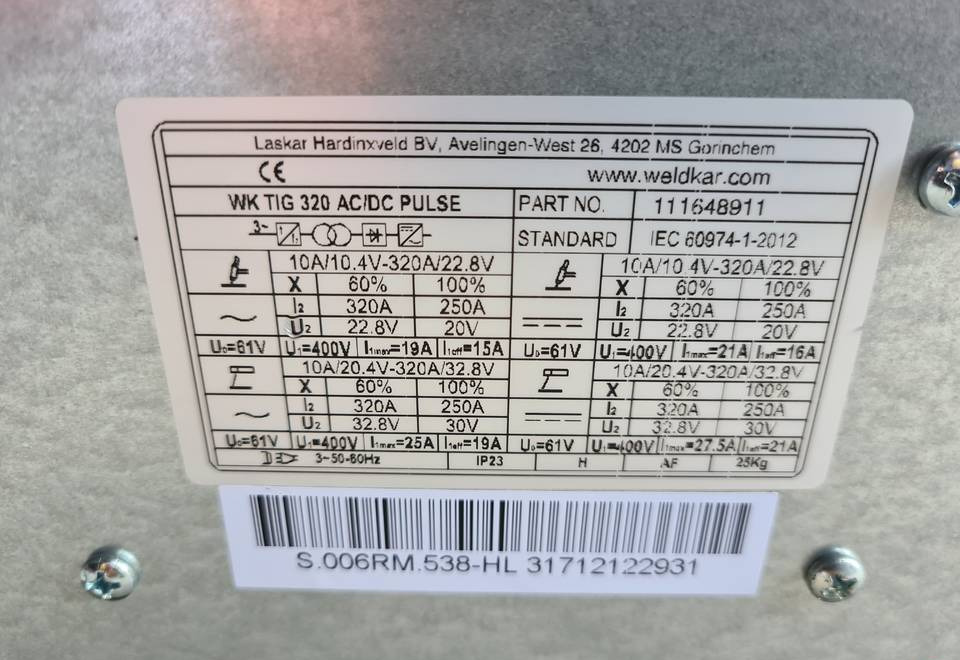 Laskar Hardinxveld BV, Avelingen-West 26, 4202 MS Gorinchem
CE www.weldkar.com
WK TIG 320 AC/DC PULSE PART NO. 111648911
3~ STANDARD IEC 60974-1-2012
10A/10.4V-320A/22.8V 10A/10.4V-320A/22.8V
X 60% 100% X 60% 100%
I2 320A 250A I2 320A 250A
U2 22.8V 20V U2 22.8V 20V
U0=61V U1=400V I1max=19A I1eff=15A U0=61V U1=400V I1max=21A I1eff=16A
10A/20.4V-320A/32.8V 10A/20.4V-320A/32.8V
X 60% 100% X 60% 100%
I2 320A 250A I2 320A 250A
U2 32.8V 30V U2 32.8V 30V
U0=61V U1=400V I1max=25A I1eff=19A U0=61V U1=400V I1max=27.5A I1eff=21A
3~50-60Hz IP23 H AF 25Kg
S.006RM.538-HL 31712122931